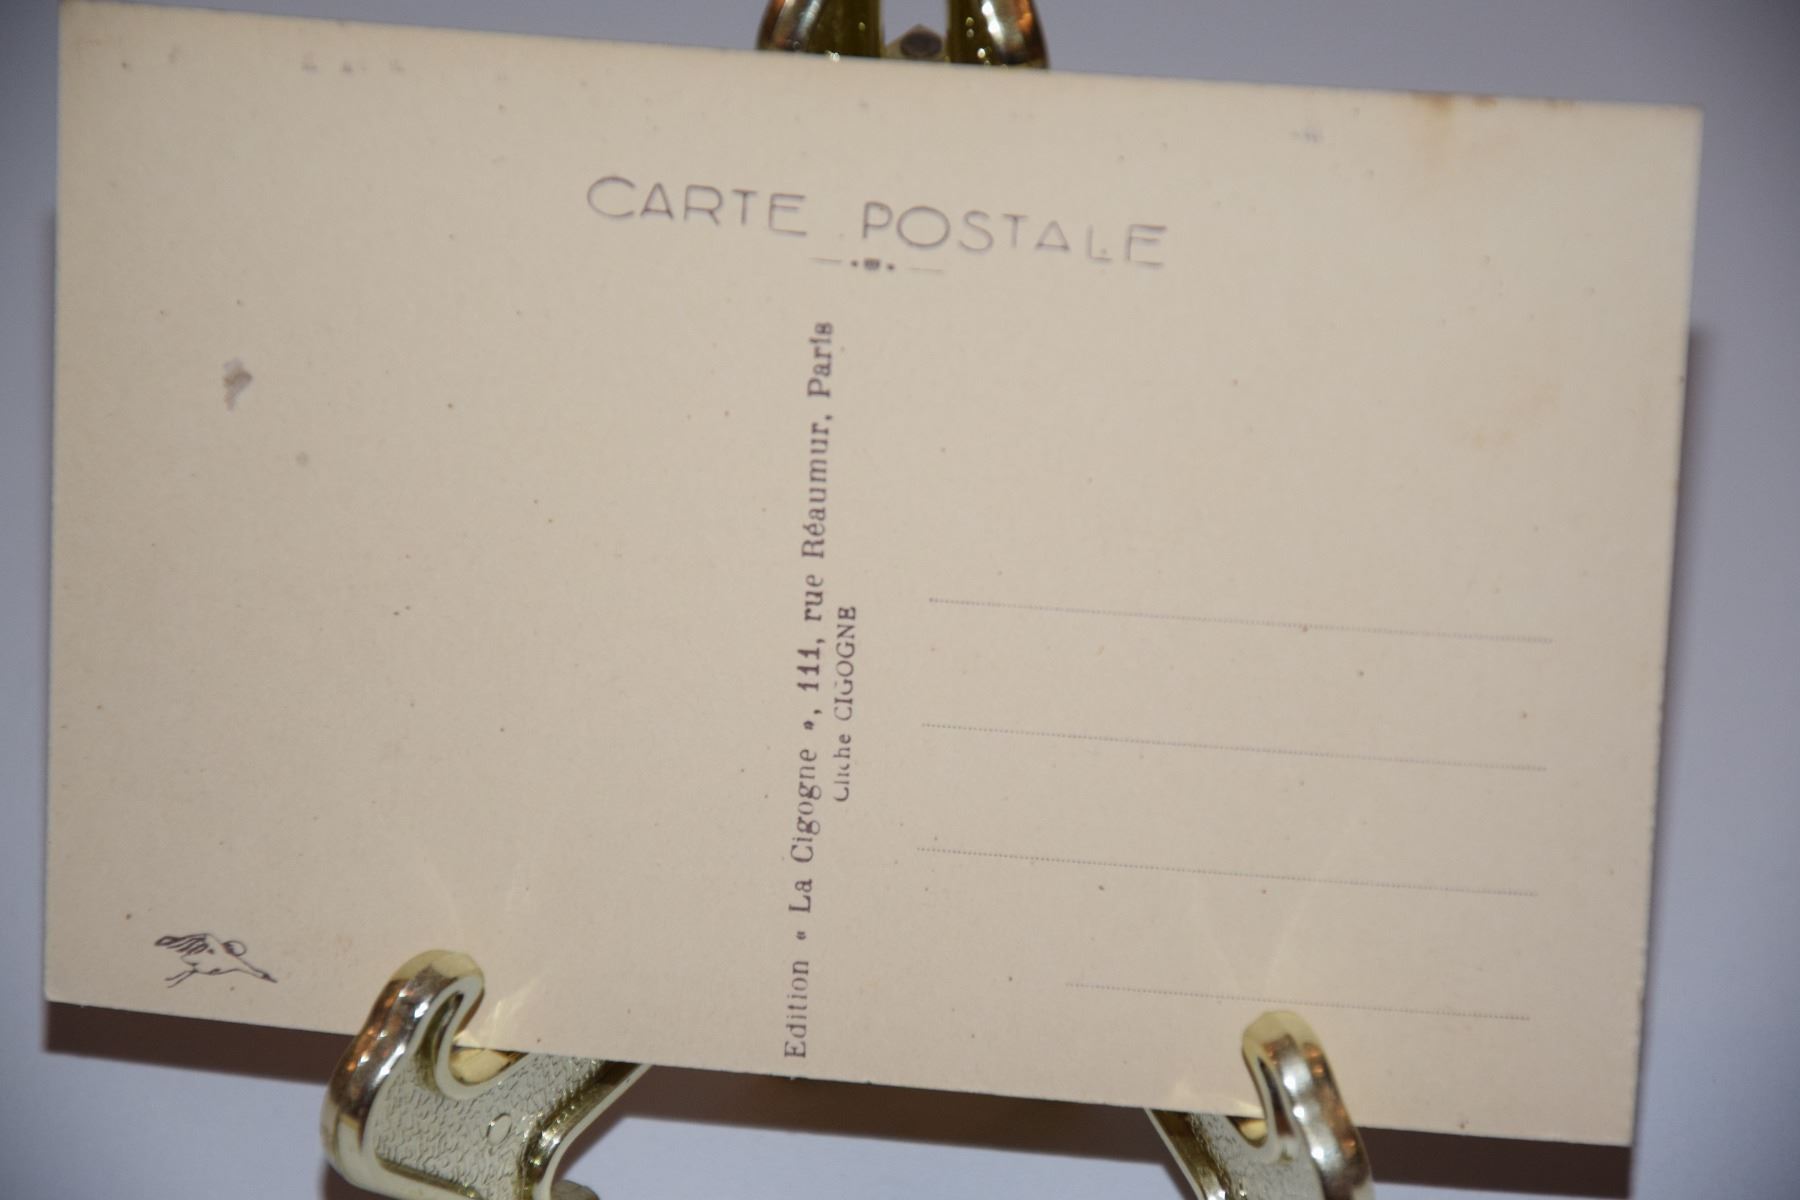 CARTE POSTALE
Edition « La Cigogne », 111, rue Réaumur, Paris
Cliche CIGOGNE